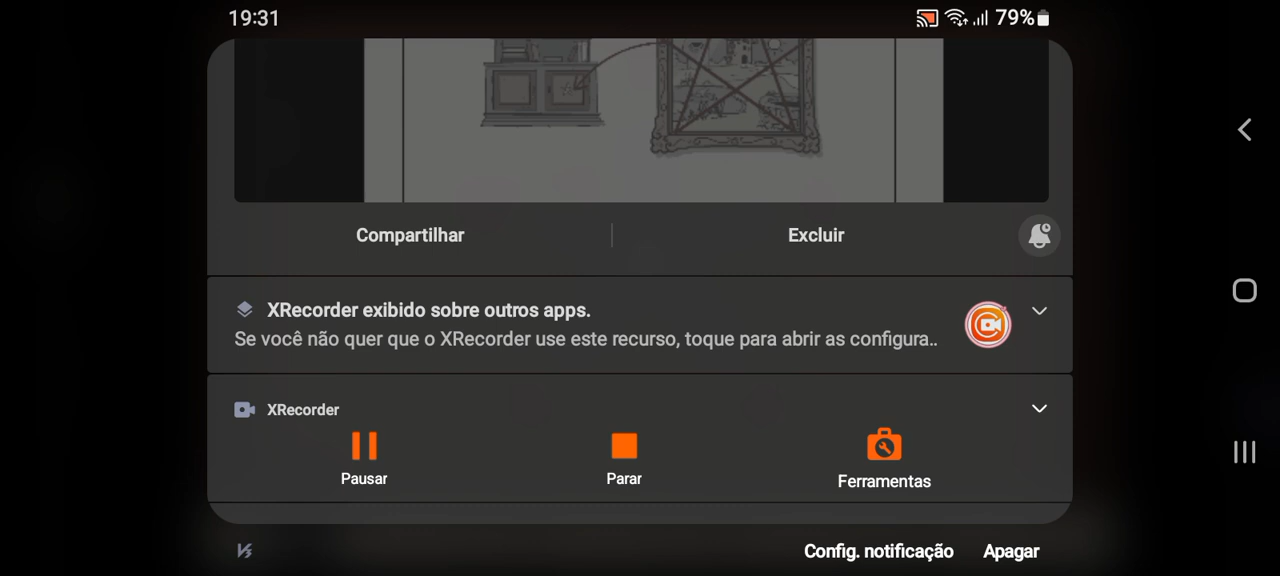 19:31
79%
Compartilhar
Excluir
XRecorder exibido sobre outros apps.
Se você não quer que o XRecorder use este recurso, toque para abrir as configura..
XRecorder
Pausar
Parar
Ferramentas
Config. notificação
Apagar